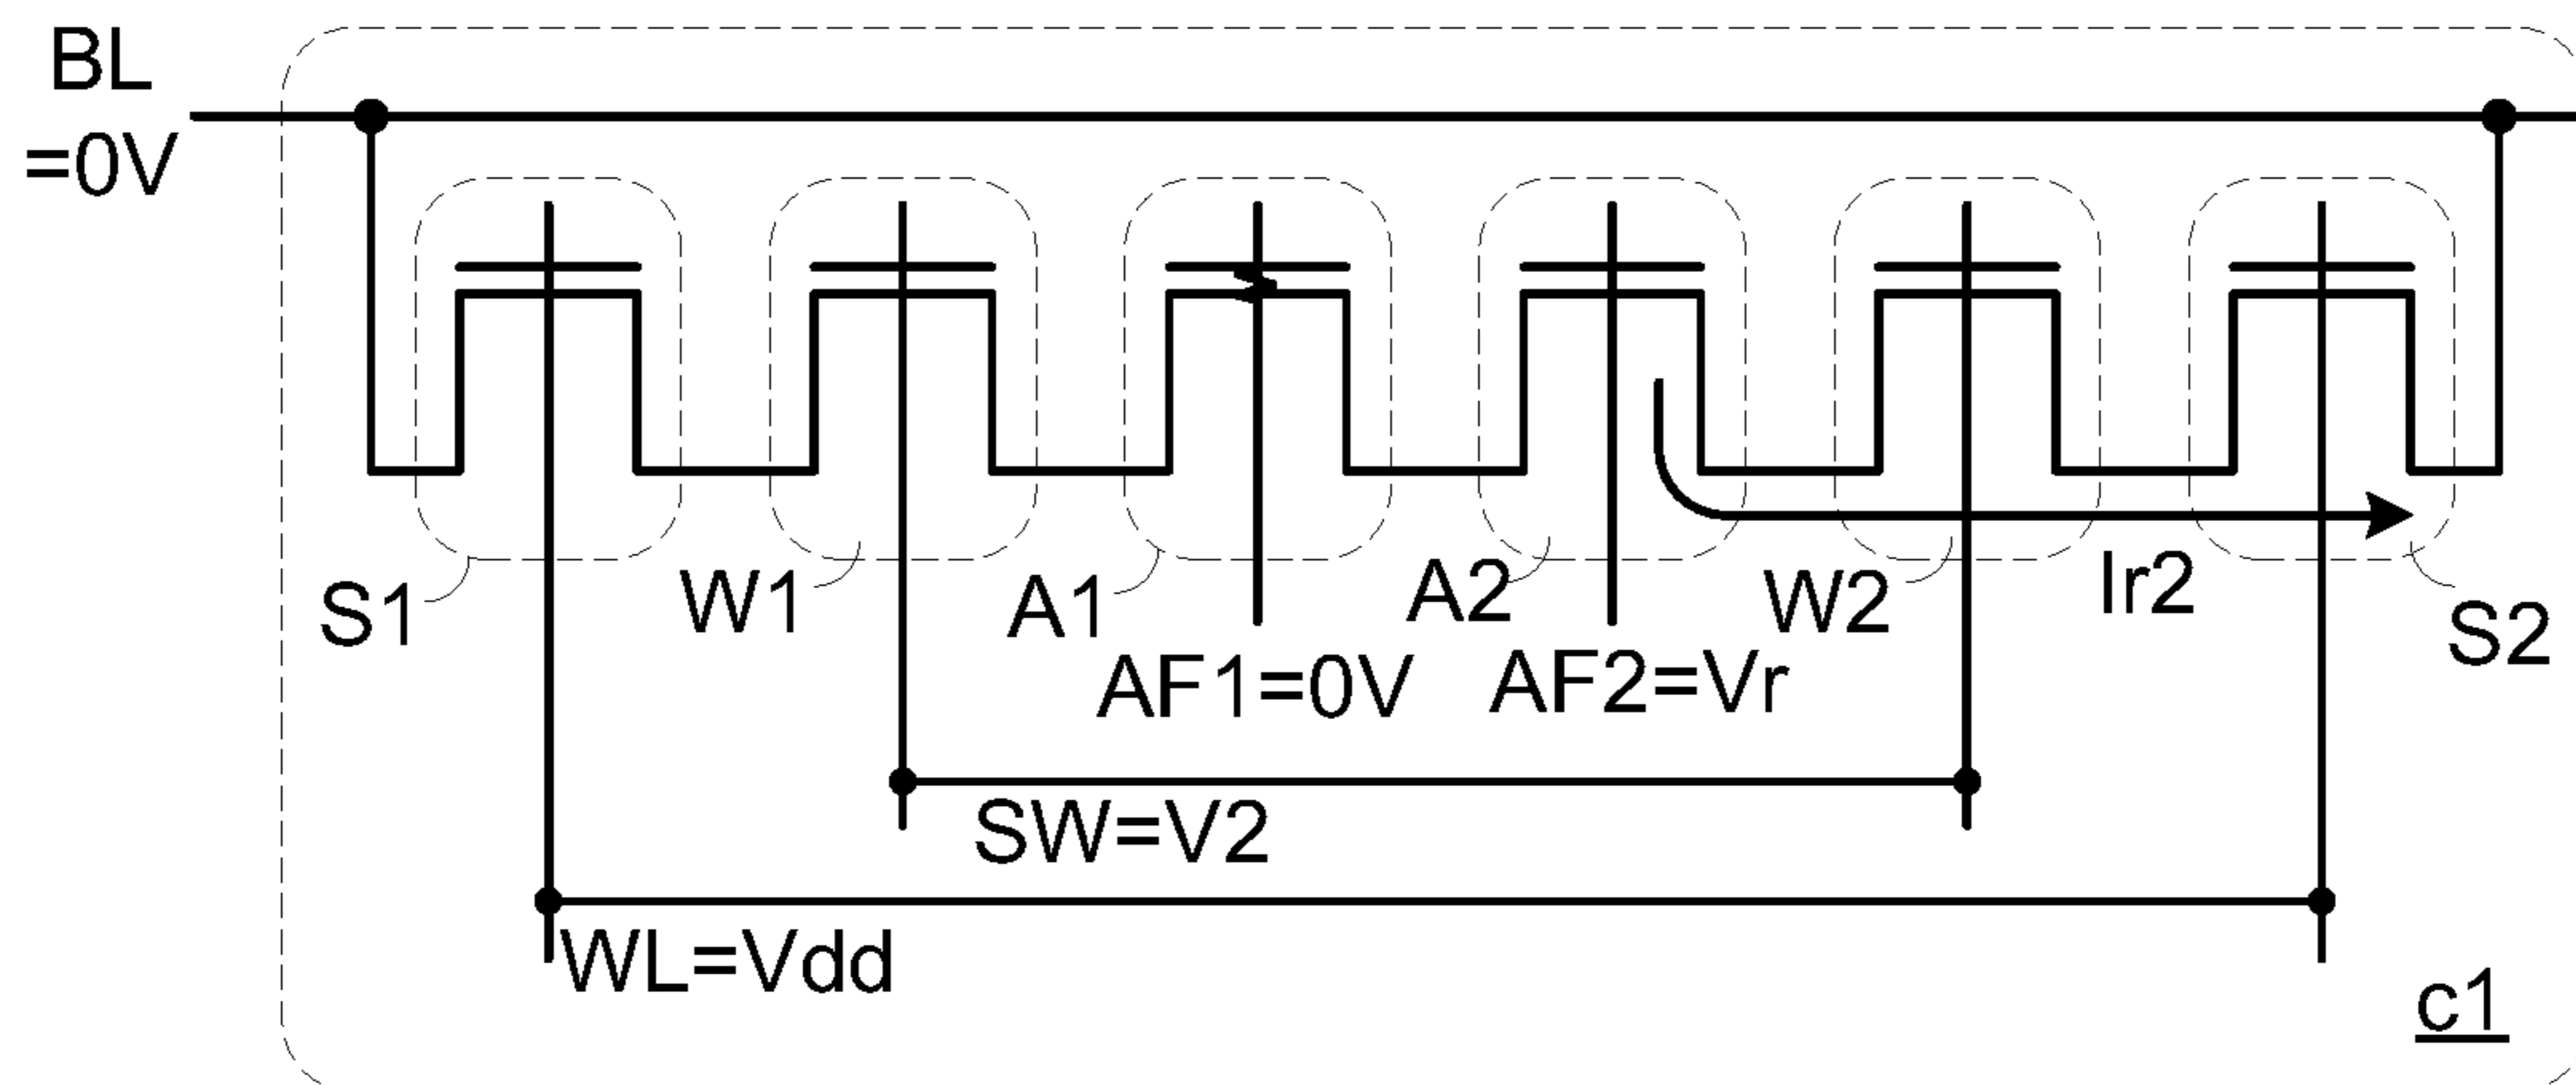 BL
=0V
S1
W1
A1
A2
W2
Ir2
S2
AF1=0V
AF2=Vr
SW=V2
WL=Vdd
c1